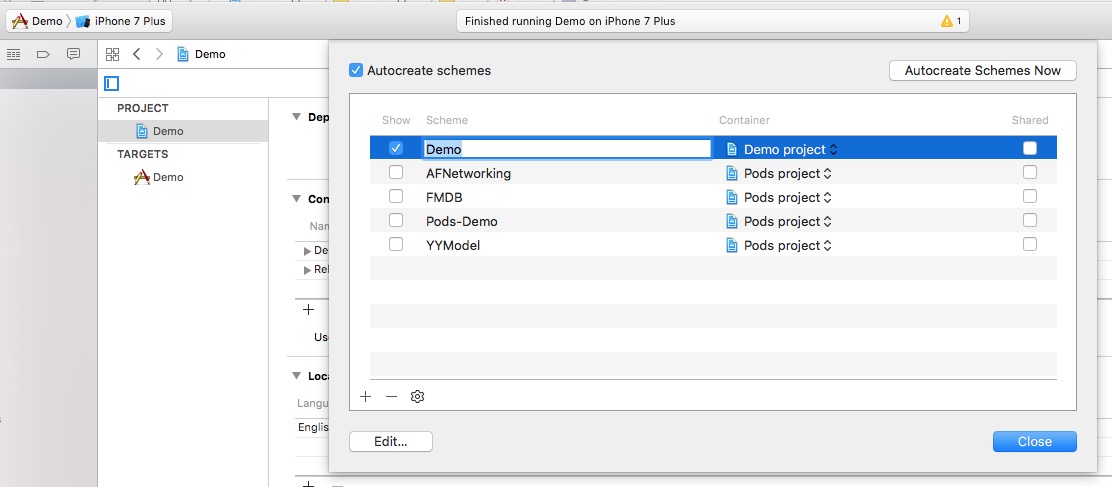 Demo iPhone 7 Plus
Finished running Demo on iPhone 7 Plus
1
Demo
PROJECT
Demo
TARGETS
Demo
Dep
Con
Nam
De
Rel
Use
Loca
Langu
Englis
Autocreate schemes
Autocreate Schemes Now
Show Scheme Container Shared
Demo Demo project
AFNetworking Pods project
FMDB Pods project
Pods-Demo Pods project
YYModel Pods project
Edit...
Close